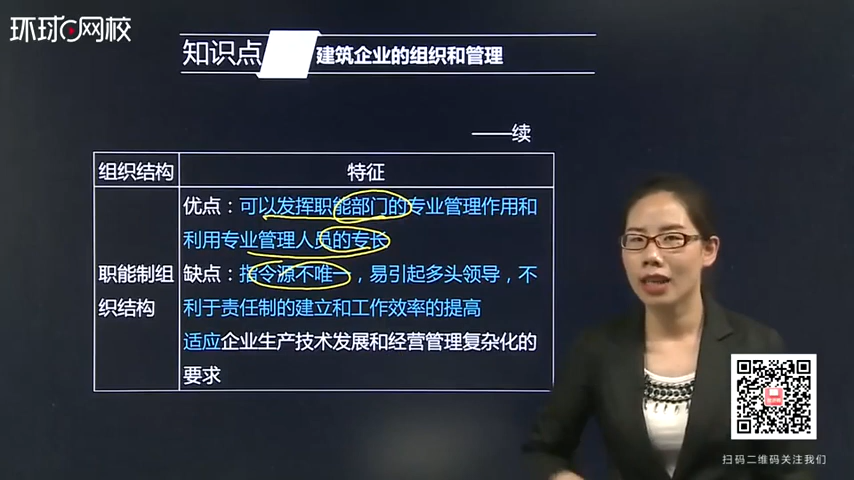 环球网校
知识点
建筑企业的组织和管理
——续
组织结构
特征
职能制组
织结构
优点：可以发挥职能部门的专业管理作用和
利用专业管理人员的专长
缺点：指令源不唯一，易引起多头领导，不
利于责任制的建立和工作效率的提高
适应企业生产技术发展和经营管理复杂化的
要求
扫码二维码关注我们